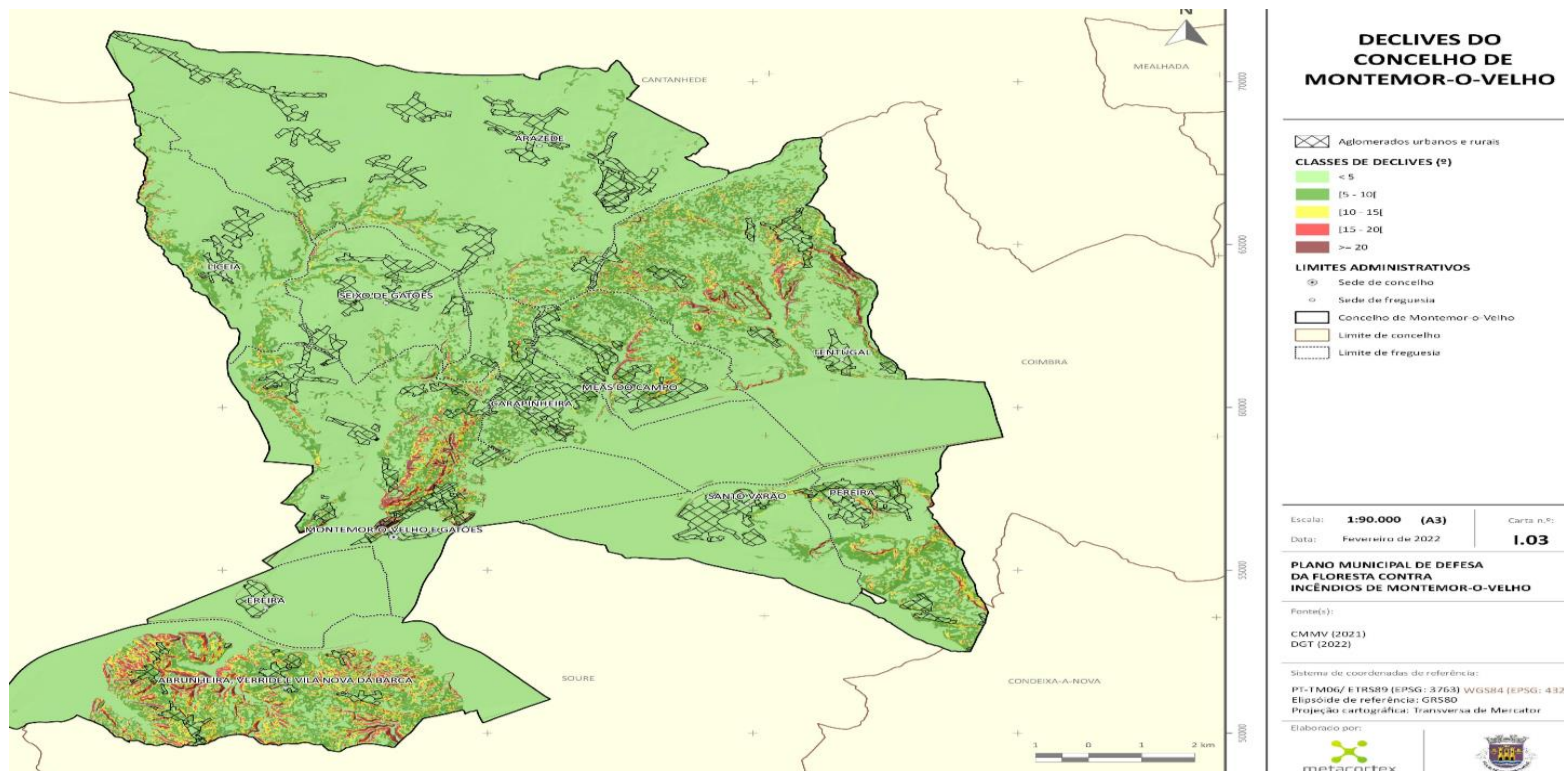 N
CANTANHEDE
MEALHADA
ARAZEDE
LICEIA
SEIXO DE GATÕES
TENTÚGAL
COIMBRA
MEÃS DO CAMPO
CARAPINHEIRA
SANTO VARÃO
PEREIRA
MONTEMOR-O-VELHO E GATÕES
EREIRA
ABRUNHEIRA, VERRIDE E VILA NOVA DA BARCA
SOURE
CONDEIXA-A-NOVA
70000
65000
60000
55000
50000
1 0 1 2 km
DECLIVES DO
CONCELHO DE
MONTEMOR-O-VELHO
Aglomerados urbanos e rurais
CLASSES DE DECLIVES (º)
< 5
[5 - 10[
[10 - 15[
[15 - 20[
>= 20
LIMITES ADMINISTRATIVOS
Sede de concelho
Sede de freguesia
Concelho de Montemor-o-Velho
Limite de concelho
Limite de freguesia
Escala: 1:90.000 (A3)
Carta n.º:
Data: Fevereiro de 2022
I.03
PLANO MUNICIPAL DE DEFESA
DA FLORESTA CONTRA
INCÊNDIOS DE MONTEMOR-O-VELHO
Fonte(s):
CMMV (2021)
DGT (2022)
Sistema de coordenadas de referência:
PT-TM06/ ETRS89 (EPSG: 3763) WGS84 (EPSG: 432
Elipsóide de referência: GRS80
Projeção cartográfica: Transversa de Mercator
Elaborado por:
metacortex